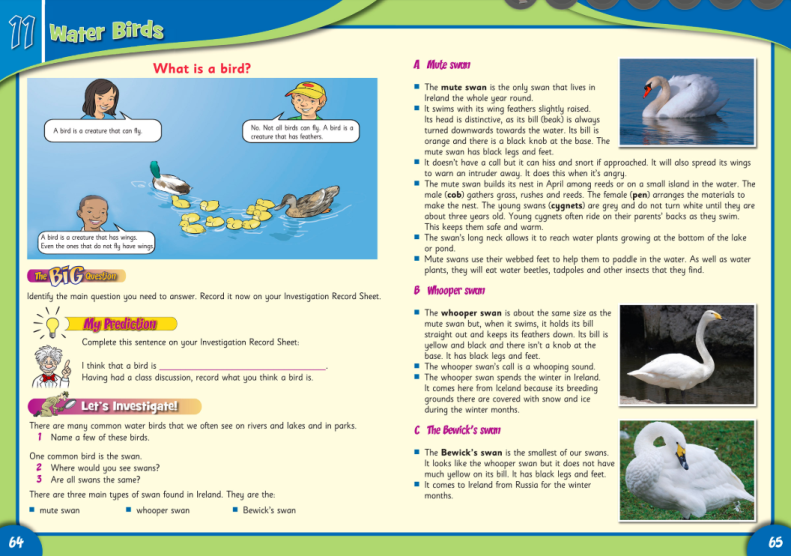 11
Water Birds
What is a bird?
A bird is a creature that can fly.
No. Not all birds can fly. A bird is a
creature that has feathers.
A bird is a creature that has wings.
Even the ones that do not fly have wings.
The BIG Question
Identify the main question you need to answer. Record it now on your Investigation Record Sheet.
My Prediction
Complete this sentence on your Investigation Record Sheet:
I think that a bird is ______________________________.
Having had a class discussion, record what you think a bird is.
Let's Investigate!
There are many common water birds that we often see on rivers and lakes and in parks.
1 Name a few of these birds.
One common bird is the swan.
2 Where would you see swans?
3 Are all swans the same?
There are three main types of swan found in Ireland. They are the:
■ mute swan ■ whooper swan ■ Bewick's swan
64
A Mute swan
■ The mute swan is the only swan that lives in
Ireland the whole year round.
■ It swims with its wing feathers slightly raised.
Its head is distinctive, as its bill (beak) is always
turned downwards towards the water. Its bill is
orange and there is a black knob at the base. The
mute swan has black legs and feet.
■ It doesn't have a call but it can hiss and snort if approached. It will also spread its wings
to warn an intruder away. It does this when it's angry.
■ The mute swan builds its nest in April among reeds or on a small island in the water. The
male (cob) gathers grass, rushes and reeds. The female (pen) arranges the materials to
make the nest. The young swans (cygnets) are grey and do not turn white until they are
about three years old. Young cygnets often ride on their parents' backs as they swim.
This keeps them safe and warm.
■ The swan's long neck allows it to reach water plants growing at the bottom of the lake
or pond.
■ Mute swans use their webbed feet to help them to paddle in the water. As well as water
plants, they will eat water beetles, tadpoles and other insects that they find.
B Whooper swan
■ The whooper swan is about the same size as the
mute swan but, when it swims, it holds its bill
straight out and keeps its feathers down. Its bill is
yellow and black and there isn't a knob at the
base. It has black legs and feet.
■ The whooper swan's call is a whooping sound.
■ The whooper swan spends the winter in Ireland.
It comes here from Iceland because its breeding
grounds there are covered with snow and ice
during the winter months.
C The Bewick's swan
■ The Bewick's swan is the smallest of our swans.
It looks like the whooper swan but it does not have
much yellow on its bill. It has black legs and feet.
■ It comes to Ireland from Russia for the winter
months.
65